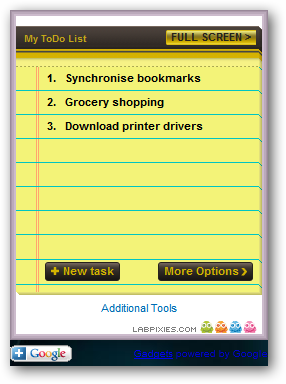 My ToDo List
FULL SCREEN >
1. Synchronise bookmarks
2. Grocery shopping
3. Download printer drivers
+ New task
More Options >
Additional Tools
LABPIXIES.COM
+ Google
Gadgets powered by Google